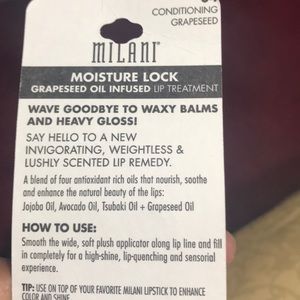 CONDITIONING
GRAPESEED
MILANI
MOISTURE LOCK
GRAPESEED OIL INFUSED LIP TREATMENT
WAVE GOODBYE TO WAXY BALMS
AND HEAVY GLOSS!
SAY HELLO TO A NEW
INVIGORATING, WEIGHTLESS &
LUSHLY SCENTED LIP REMEDY.
A blend of four antioxidant rich oils that nourish, soothe
and enhance the natural beauty of the lips:
Jojoba Oil, Avocado Oil, Tsubaki Oil + Grapeseed Oil
HOW TO USE:
Smooth the wide, soft plush applicator along lip line and fill
in completely for a high-shine, lip-quenching and sensorial
experience.
TIP: USE ON TOP OF YOUR FAVORITE MILANI LIPSTICK TO ENHANCE
COLOR AND SHINE